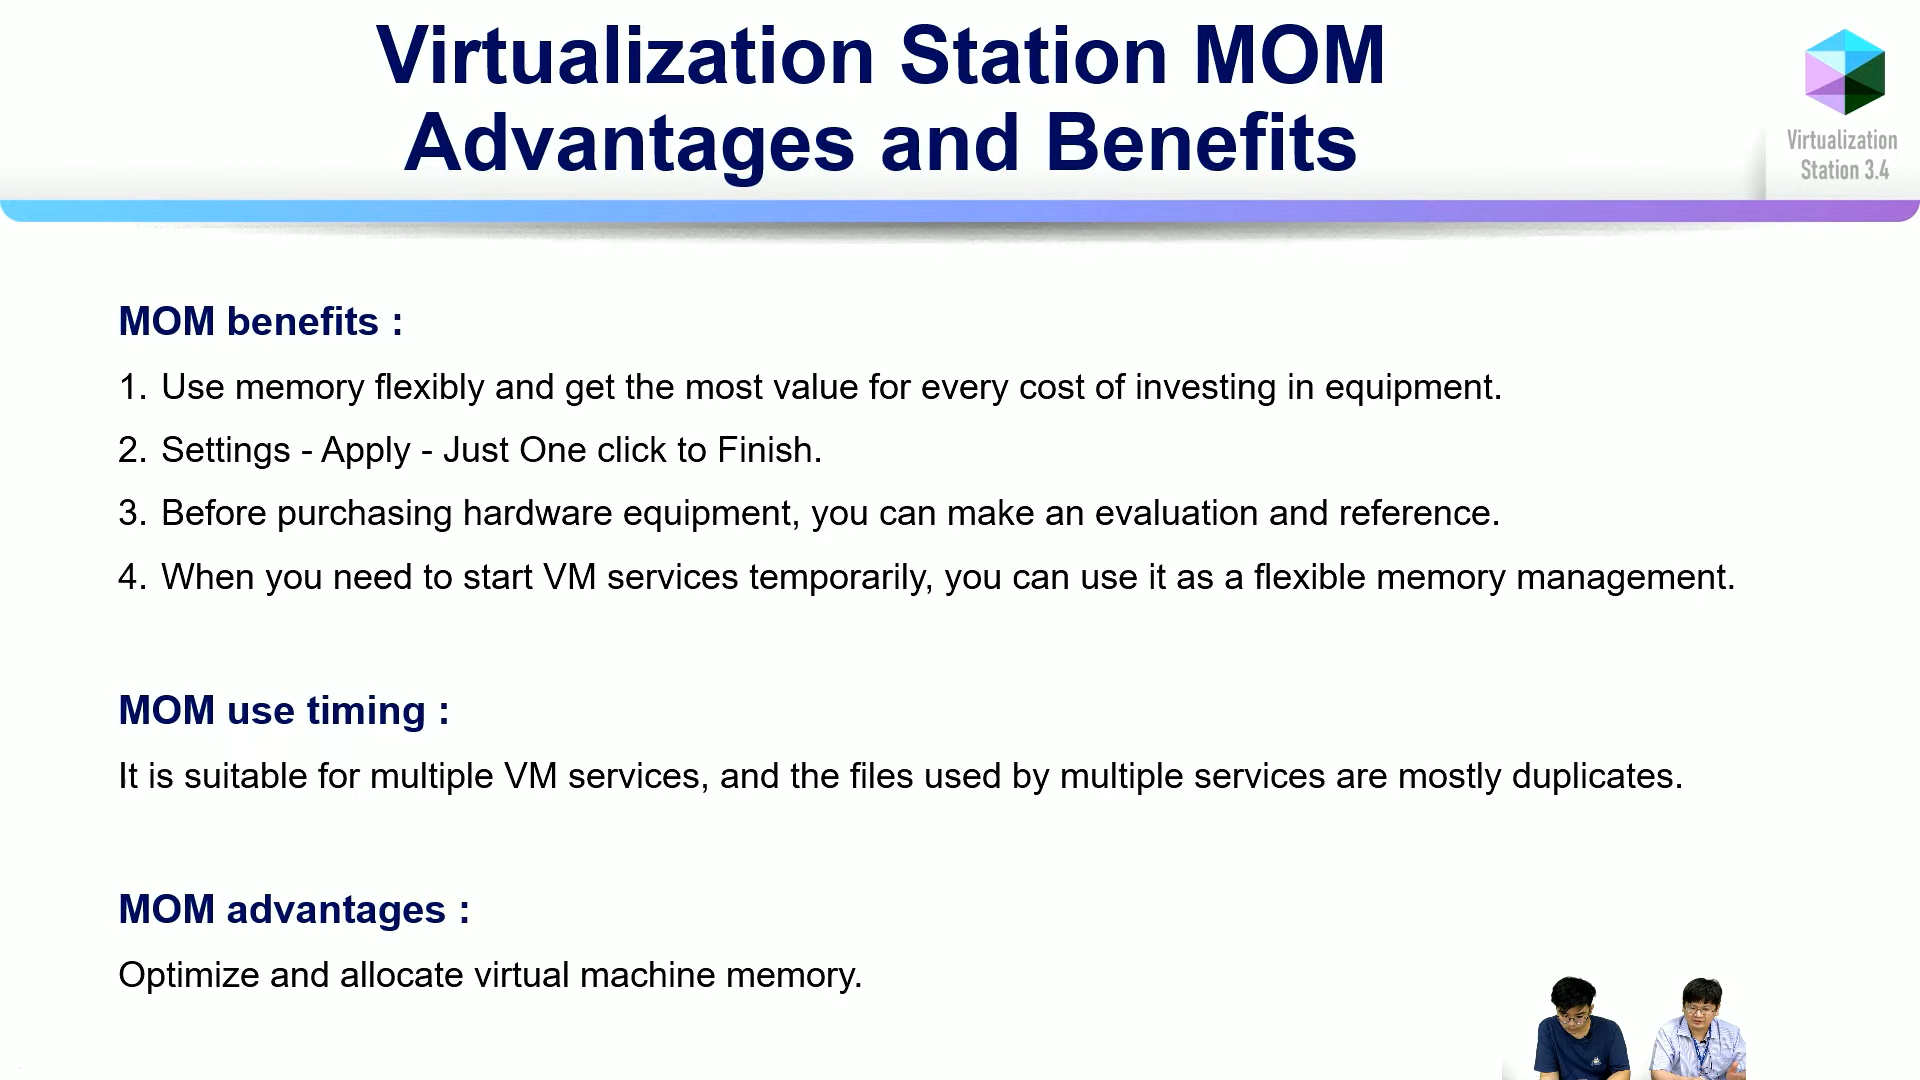 Virtualization Station MOM
Advantages and Benefits
Virtualization
Station 3.4
MOM benefits :
1. Use memory flexibly and get the most value for every cost of investing in equipment.
2. Settings - Apply - Just One click to Finish.
3. Before purchasing hardware equipment, you can make an evaluation and reference.
4. When you need to start VM services temporarily, you can use it as a flexible memory management.
MOM use timing :
It is suitable for multiple VM services, and the files used by multiple services are mostly duplicates.
MOM advantages :
Optimize and allocate virtual machine memory.